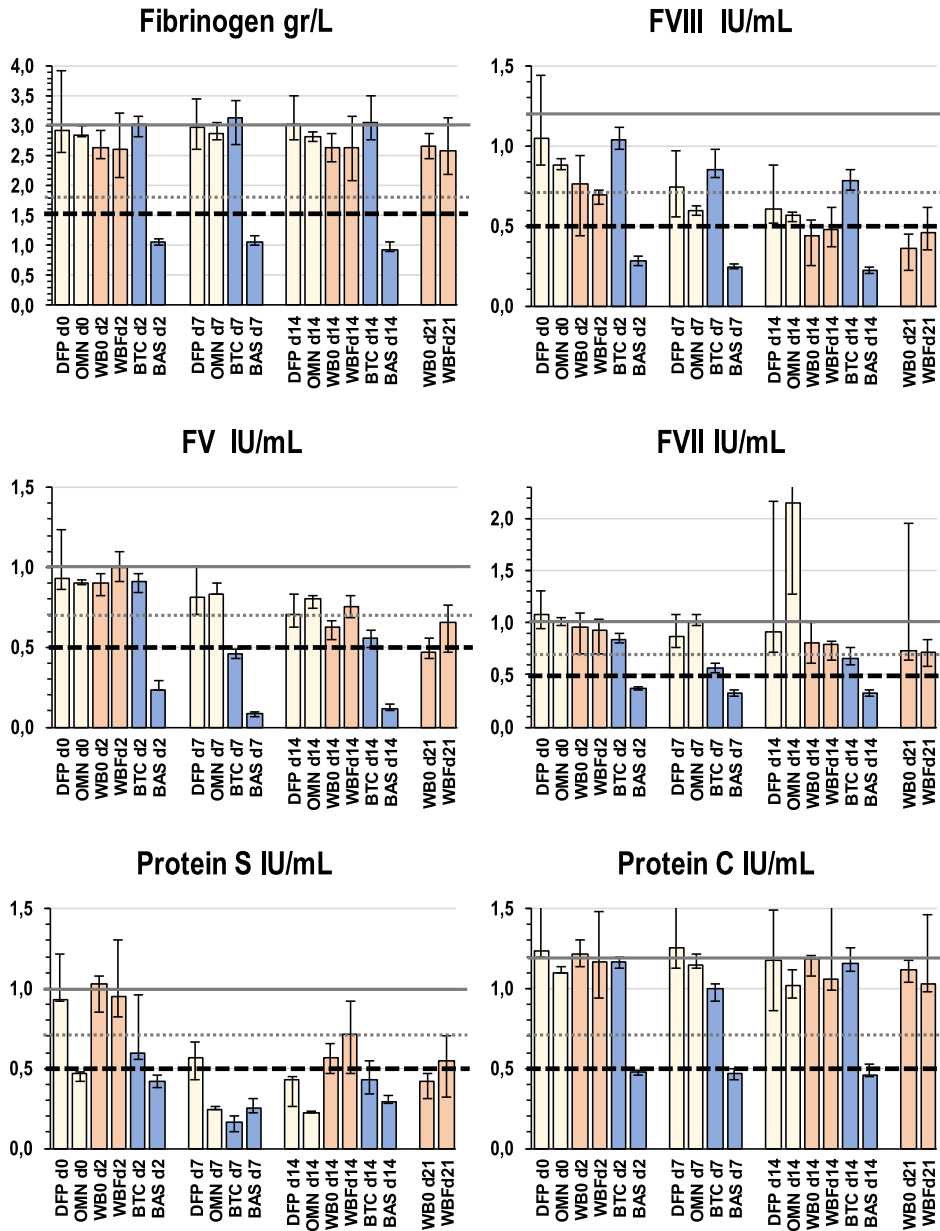 Fibrinogen gr/L
4,0
3,5
3,0
2,5
2,0
1,5
1,0
0,5
0,0
DFP d0
OMN d0
WB0 d2
WBFd2
BTC d2
BAS d2
DFP d7
OMN d7
BTC d7
BAS d7
DFP d14
OMN d14
WB0 d14
WBFd14
BTC d14
BAS d14
WB0 d21
WBFd21
FVIII IU/mL
1,5
1,0
0,5
0,0
DFP d0
OMN d0
WB0 d2
WBFd2
BTC d2
BAS d2
DFP d7
OMN d7
BTC d7
BAS d7
DFP d14
OMN d14
WB0 d14
WBFd14
BTC d14
BAS d14
WB0 d21
WBFd21
FV IU/mL
1,5
1,0
0,5
0,0
DFP d0
OMN d0
WB0 d2
WBFd2
BTC d2
BAS d2
DFP d7
OMN d7
BTC d7
BAS d7
DFP d14
OMN d14
WB0 d14
WBFd14
BTC d14
BAS d14
WB0 d21
WBFd21
FVII IU/mL
2,0
1,5
1,0
0,5
0,0
DFP d0
OMN d0
WB0 d2
WBFd2
BTC d2
BAS d2
DFP d7
OMN d7
BTC d7
BAS d7
DFP d14
OMN d14
WB0 d14
WBFd14
BTC d14
BAS d14
WB0 d21
WBFd21
Protein S IU/mL
1,5
1,0
0,5
0,0
DFP d0
OMN d0
WB0 d2
WBFd2
BTC d2
BAS d2
DFP d7
OMN d7
BTC d7
BAS d7
DFP d14
OMN d14
WB0 d14
WBFd14
BTC d14
BAS d14
WB0 d21
WBFd21
Protein C IU/mL
1,5
1,0
0,5
0,0
DFP d0
OMN d0
WB0 d2
WBFd2
BTC d2
BAS d2
DFP d7
OMN d7
BTC d7
BAS d7
DFP d14
OMN d14
WB0 d14
WBFd14
BTC d14
BAS d14
WB0 d21
WBFd21